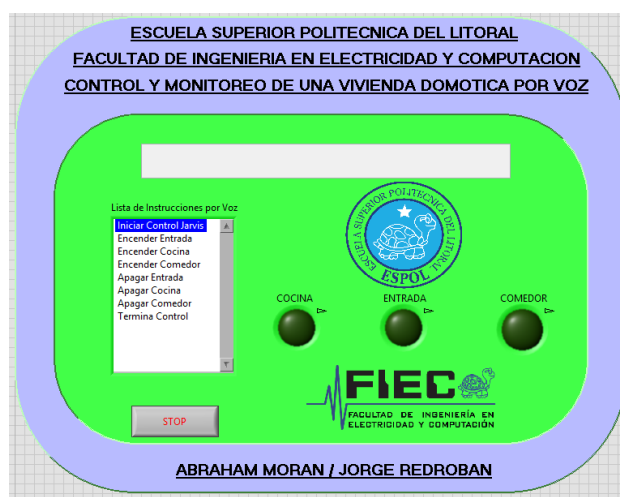 ESCUELA SUPERIOR POLITECNICA DEL LITORAL
FACULTAD DE INGENIERIA EN ELECTRICIDAD Y COMPUTACION
CONTROL Y MONITOREO DE UNA VIVIENDA DOMOTICA POR VOZ
Lista de Instrucciones por Voz
Iniciar Control Jarvis
Encender Entrada
Encender Cocina
Encender Comedor
Apagar Entrada
Apagar Cocina
Apagar Comedor
Termina Control
STOP
ESCUELA SUPERIOR POLITECNICA DEL LITORAL
ESPOL
COCINA
ENTRADA
COMEDOR
FIEC
FACULTAD DE INGENIERÍA EN
ELECTRICIDAD Y COMPUTACIÓN
ABRAHAM MORAN / JORGE REDROBAN